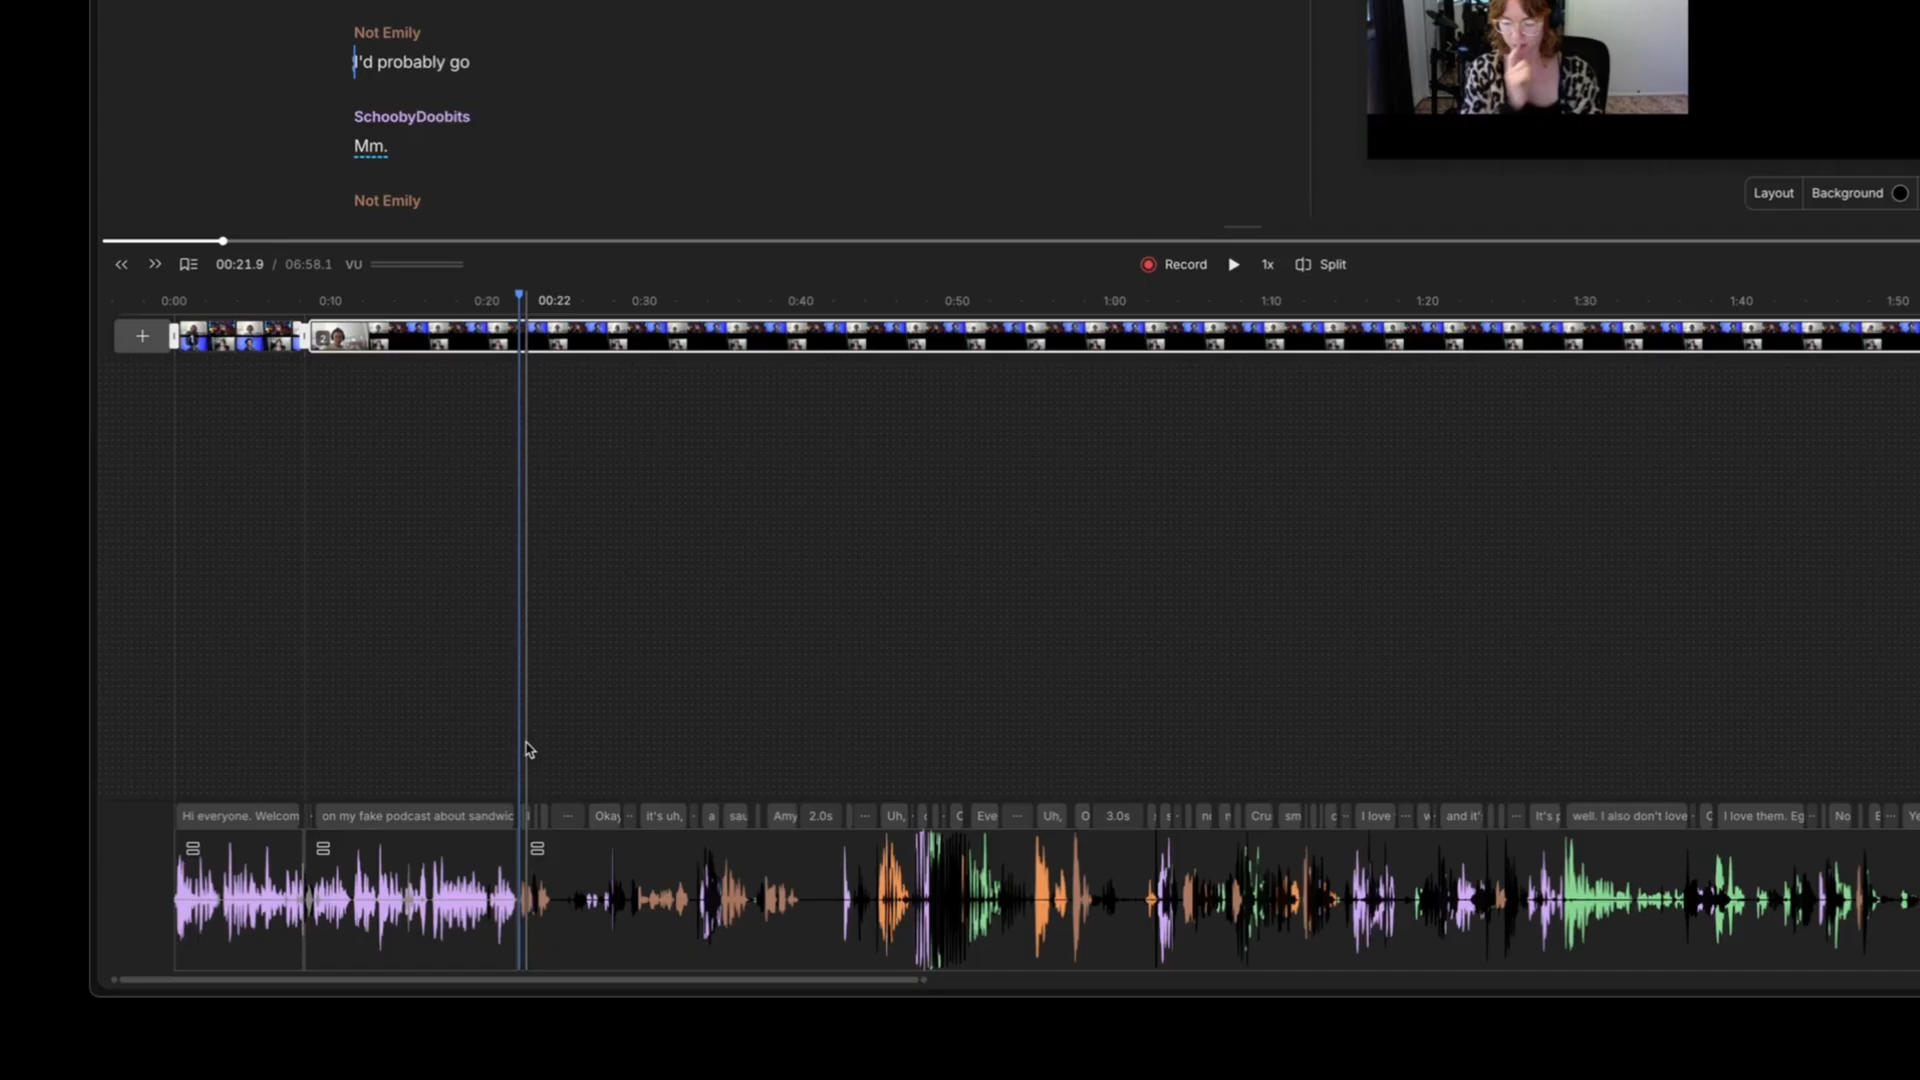 Not Emily
I'd probably go
SchoobyDoobits
Mm.
Not Emily
Layout Background
00:21.9 / 06:58.1 VU Record 1x Split
0:00 0:10 0:20 00:22 0:30 0:40 0:50 1:00 1:10 1:20 1:30 1:40 1:50
2
Hi everyone. Welcom on my fake podcast about sandwic ... Okay it's uh, a sau Amy 2.0s ... Uh, Eve ... Uh, O 3.0s s Cru sm I love ... and it's ... It's p well. I also don't love I love them. Eg No ... Ye